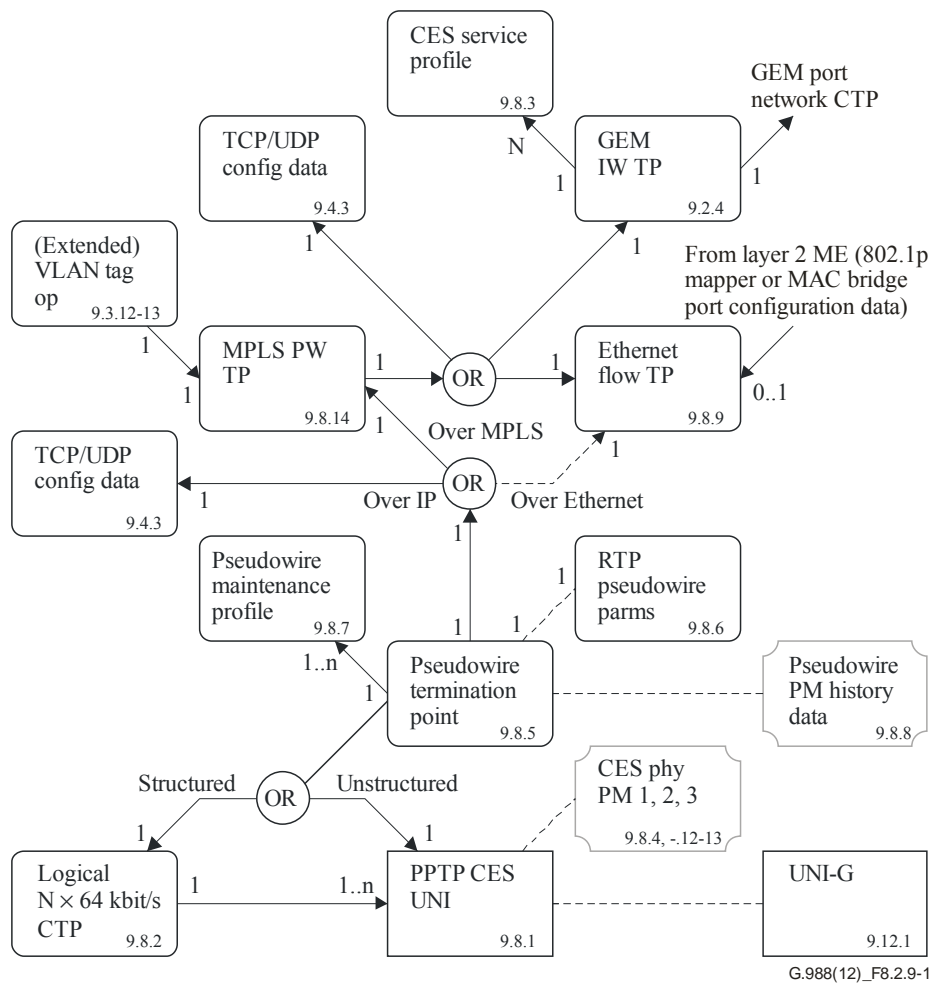 CES service
profile
9.8.3
GEM port
network CTP
TCP/UDP
config data
9.4.3
N
1
GEM
IW TP
9.2.4
1
1
1
(Extended)
VLAN tag
op
9.3.12-13
From layer 2 ME (802.1p
mapper or MAC bridge
port configuration data)
1
1
MPLS PW
TP
9.8.14
1
OR
1
Ethernet
flow TP
9.8.9
0..1
1
Over MPLS
1
TCP/UDP
config data
9.4.3
1
Over IP
OR
Over Ethernet
1
Pseudowire
maintenance
profile
9.8.7
1
RTP
pseudowire
parms
9.8.6
1
1
1..n
1
Pseudowire
termination
point
9.8.5
Pseudowire
PM history
data
9.8.8
Structured
OR
Unstructured
CES phy
PM 1, 2, 3
9.8.4, -.12-13
1
1
Logical
N × 64 kbit/s
CTP
9.8.2
1
1..n
PPTP CES
UNI
9.8.1
UNI-G
9.12.1
G.988(12)_F8.2.9-1